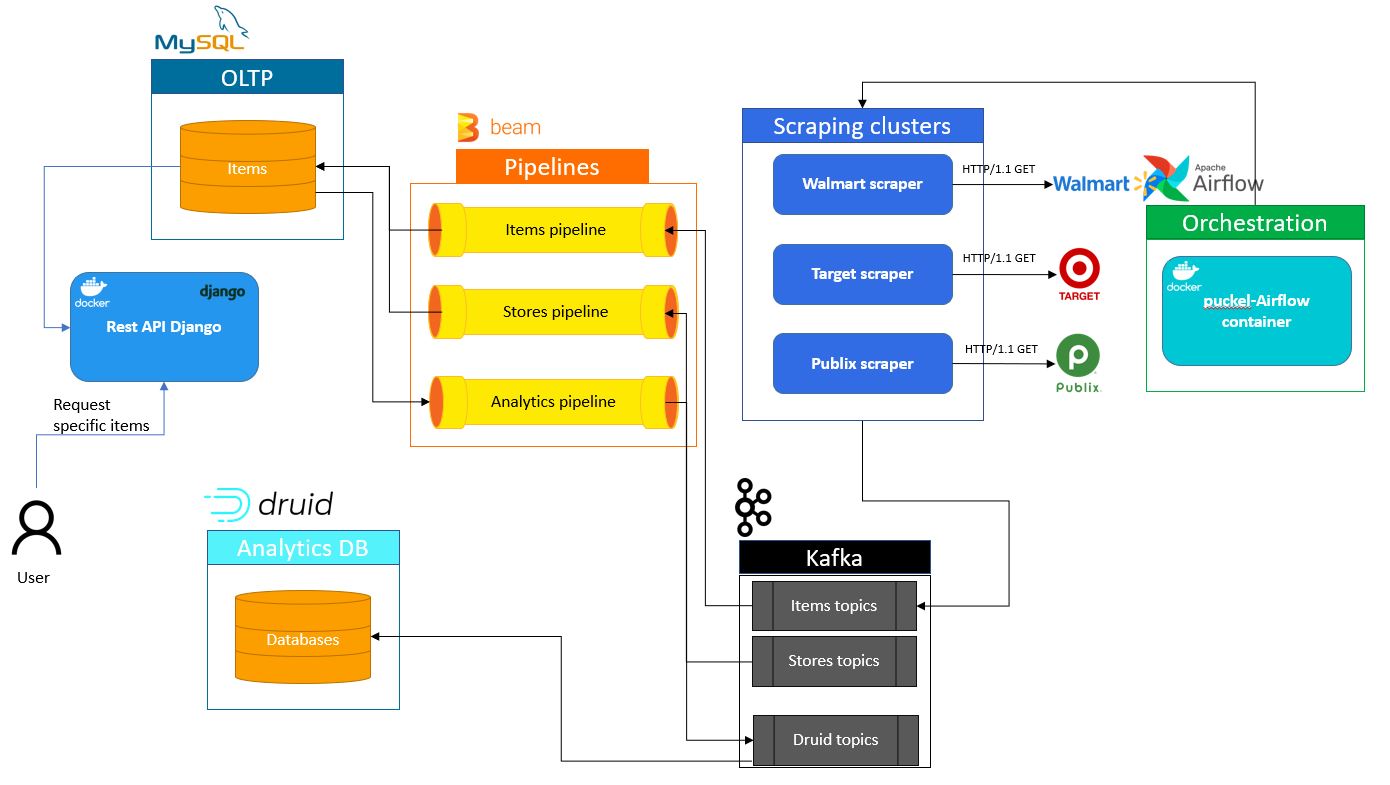 MySQL
OLTP
Items
beam
Pipelines
Items pipeline
Stores pipeline
Analytics pipeline
Scraping clusters
Walmart scraper
HTTP/1.1 GET
Walmart
Target scraper
HTTP/1.1 GET
TARGET
Publix scraper
HTTP/1.1 GET
Publix.
Apache
Airflow
Orchestration
docker
puckel-Airflow
container
docker
django
Rest API Django
Request
specific items
User
druid
Analytics DB
Databases
Kafka
Items topics
Stores topics
Druid topics